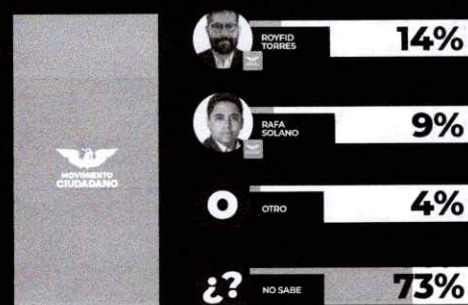 MOVIMIENTO
CIUDADANO
ROYFID
TORRES
14%
RAFA
SOLANO
9%
OTRO
4%
¿?
NO SABE
73%